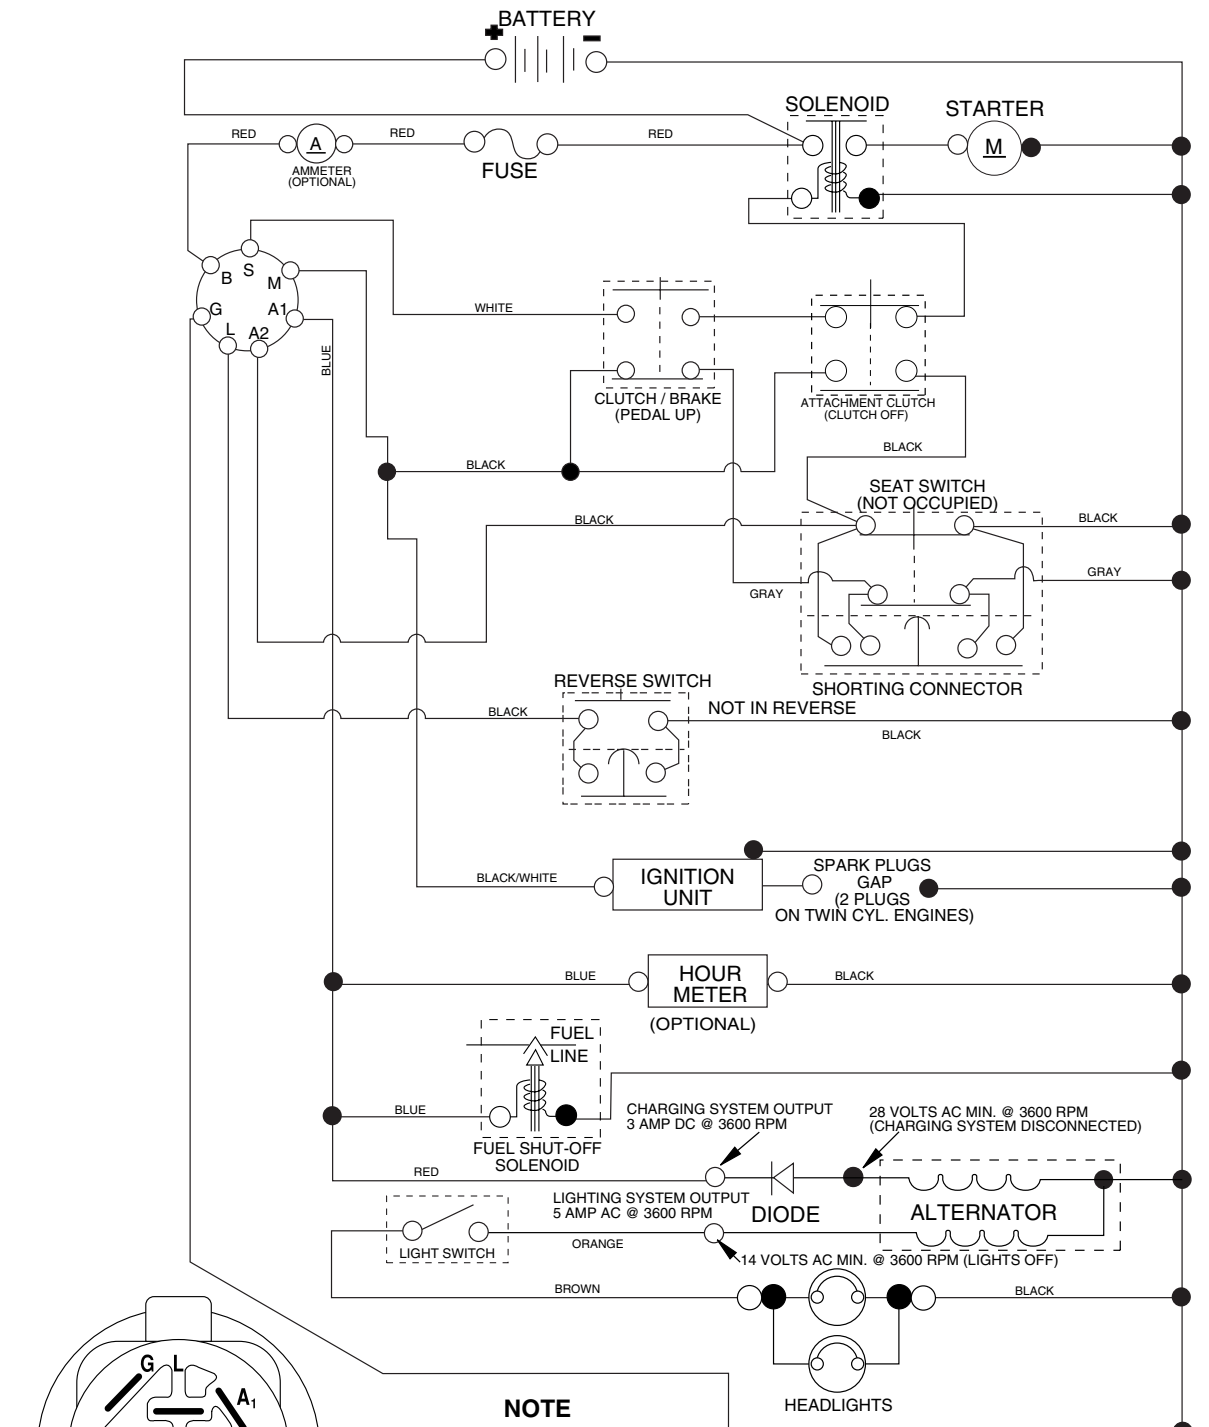 BATTERY
+ -
SOLENOID
STARTER
RED
A
RED
RED
M
AMMETER
(OPTIONAL)
FUSE
B
S
M
G
A1
L
A2
BLUE
WHITE
CLUTCH / BRAKE
(PEDAL UP)
ATTACHMENT CLUTCH
(CLUTCH OFF)
BLACK
BLACK
SEAT SWITCH
(NOT OCCUPIED)
BLACK
BLACK
GRAY
GRAY
SHORTING CONNECTOR
REVERSE SWITCH
NOT IN REVERSE
BLACK
BLACK
BLACK/WHITE
IGNITION
UNIT
SPARK PLUGS
GAP
(2 PLUGS
ON TWIN CYL. ENGINES)
BLUE
HOUR
METER
BLACK
(OPTIONAL)
FUEL
LINE
BLUE
FUEL SHUT-OFF
SOLENOID
CHARGING SYSTEM OUTPUT
3 AMP DC @ 3600 RPM
28 VOLTS AC MIN. @ 3600 RPM
(CHARGING SYSTEM DISCONNECTED)
RED
LIGHTING SYSTEM OUTPUT
5 AMP AC @ 3600 RPM
DIODE
ALTERNATOR
LIGHT SWITCH
ORANGE
14 VOLTS AC MIN. @ 3600 RPM (LIGHTS OFF)
BROWN
BLACK
HEADLIGHTS
G L
A1
NOTE